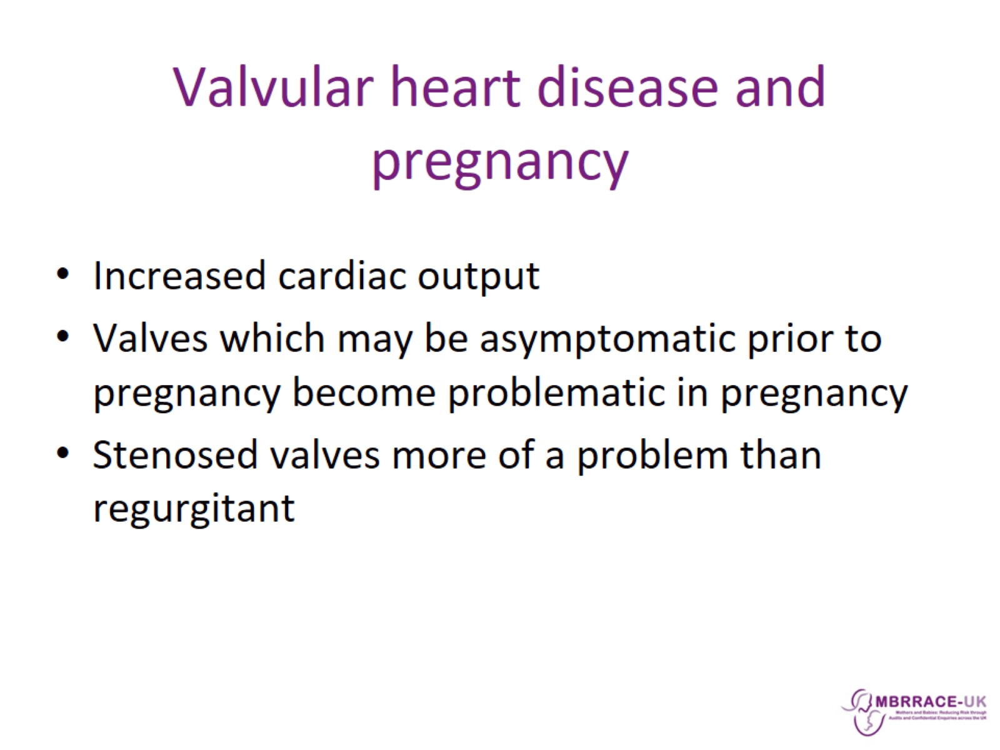 Valvular heart disease and
pregnancy
• Increased cardiac output
• Valves which may be asymptomatic prior to
pregnancy become problematic in pregnancy
• Stenosed valves more of a problem than
regurgitant
MBRRACE-UK
Mothers and Babies: Reducing Risk through
Audits and Confidential Enquiries across the UK